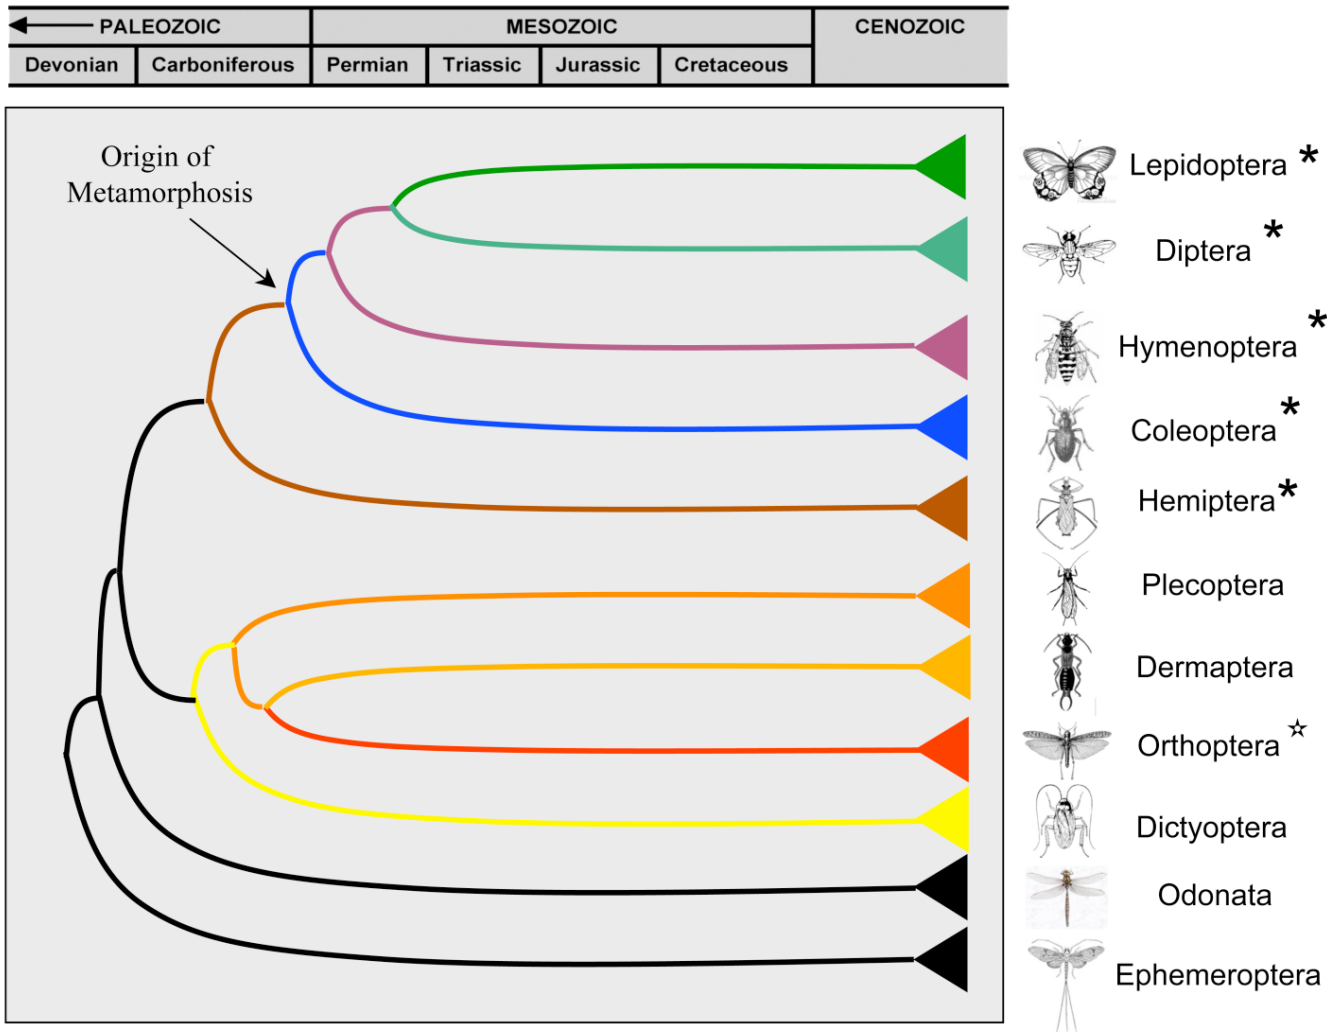 PALEOZOIC MESOZOIC CENOZOIC
Devonian Carboniferous Permian Triassic Jurassic Cretaceous
Origin of
Metamorphosis
Lepidoptera *
Diptera *
Hymenoptera *
Coleoptera *
Hemiptera *
Plecoptera
Dermaptera
Orthoptera ☆
Dictyoptera
Odonata
Ephemeroptera